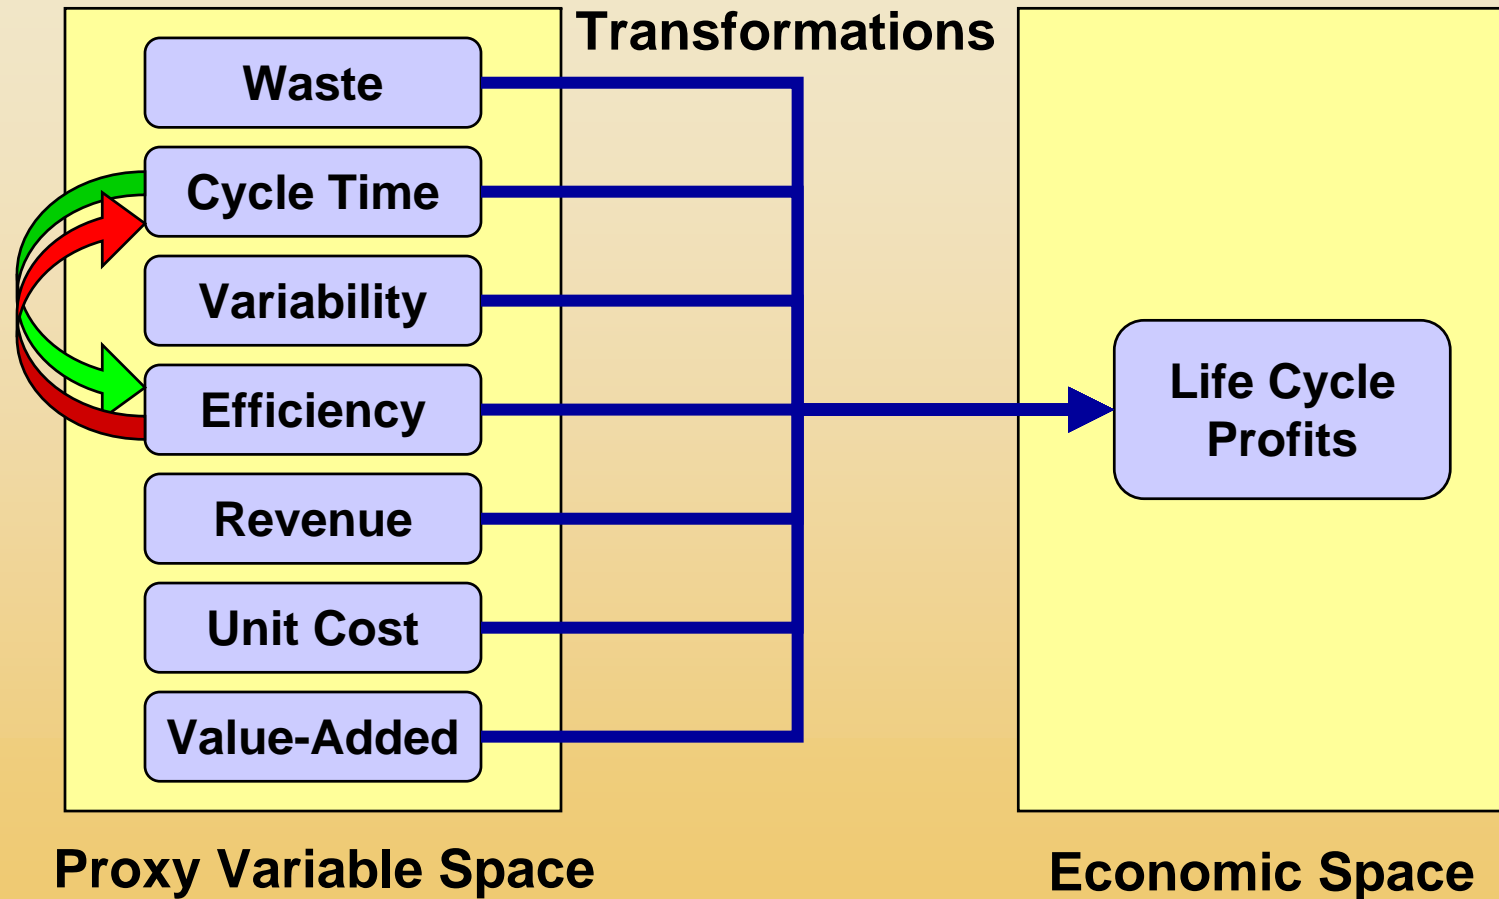 Transformations
Waste
Cycle Time
Variability
Efficiency
Revenue
Unit Cost
Value-Added
Life Cycle
Profits
Proxy Variable Space
Economic Space